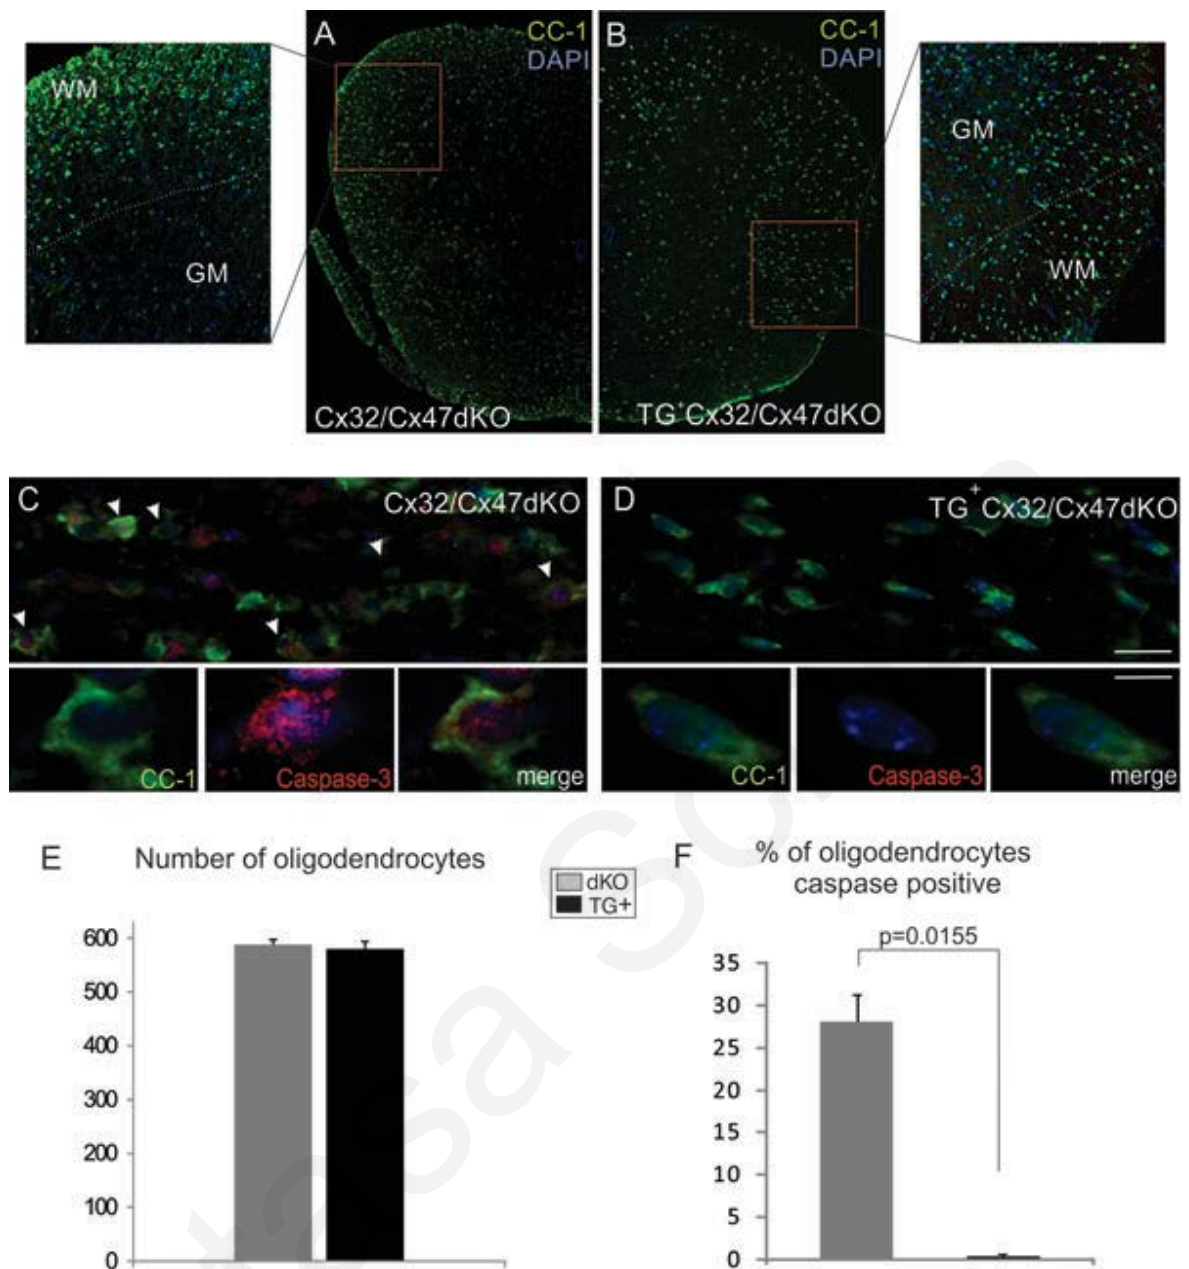 A
CC-1
DAPI
B
CC-1
DAPI
WM
GM
GM
WM
Cx32/Cx47dKO
TG+Cx32/Cx47dKO
C
Cx32/Cx47dKO
D
TG+Cx32/Cx47dKO
CC-1
Caspase-3
merge
CC-1
Caspase-3
merge
E
Number of oligodendrocytes
dKO
TG+
F
% of oligodendrocytes
caspase positive
600
500
400
300
200
100
0
p=0.0155
35
30
25
20
15
10
5
0